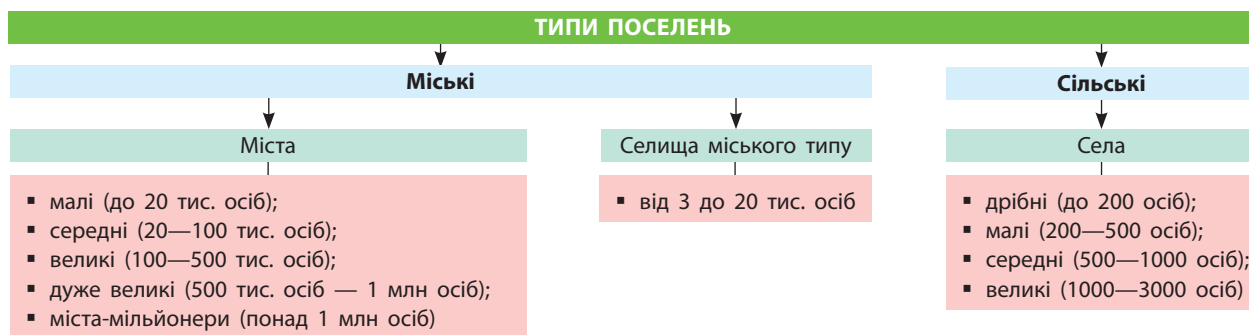 ТИПИ ПОСЕЛЕНЬ
Міські
Сільські
Міста
Селища міського типу
Села
▪ малі (до 20 тис. осіб);
▪ середні (20—100 тис. осіб);
▪ великі (100—500 тис. осіб);
▪ дуже великі (500 тис. осіб — 1 млн осіб);
▪ міста-мільйонери (понад 1 млн осіб)
▪ від 3 до 20 тис. осіб
▪ дрібні (до 200 осіб);
▪ малі (200—500 осіб);
▪ середні (500—1000 осіб);
▪ великі (1000—3000 осіб)